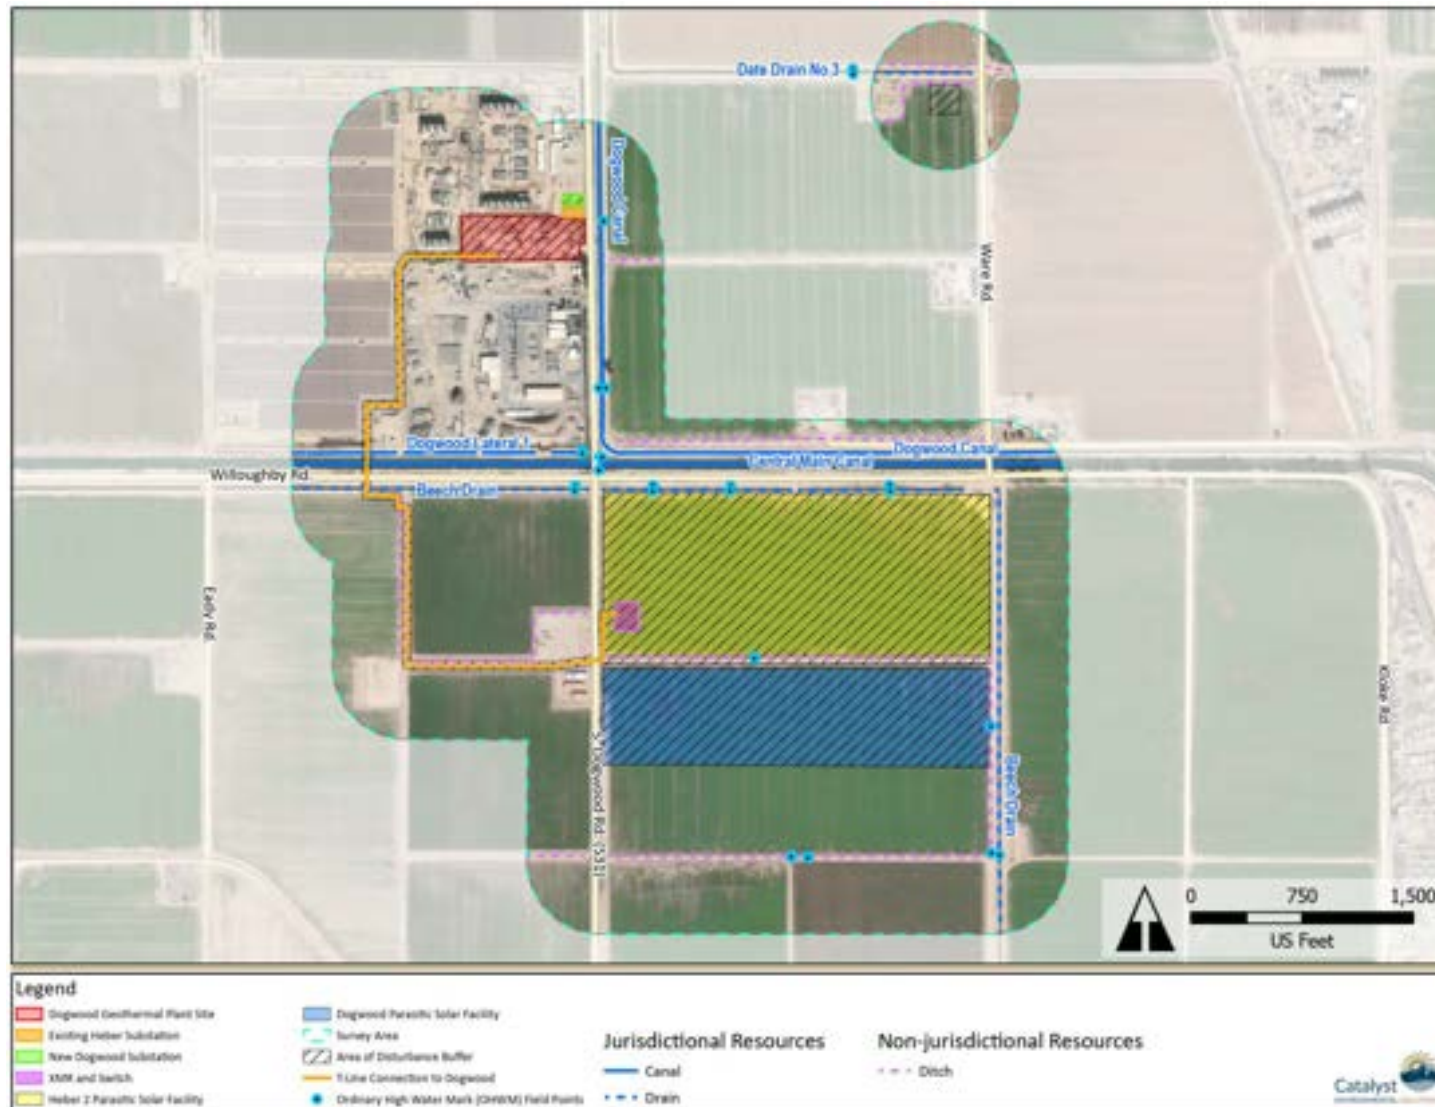 Date Drain No.3
Dogwood Canal
Ware Rd.
Dogwood Lateral 1
Dogwood Canal
Central Main Canal
Willoughby Rd.
Beech Drain
Early Rd.
S. Dogwood Rd. (S31)
Beech Drain
Kloke Rd.
0 750 1,500
US Feet
Legend
Dogwood Geothermal Plant Site
Existing Heber Substation
New Dogwood Substation
XMR and Switch
Heber 2 Parasitic Solar Facility
Dogwood Parasitic Solar Facility
Survey Area
Area of Disturbance Buffer
T-Line Connection to Dogwood
Ordinary High Water Mark (OHWM) Field Points
Jurisdictional Resources
Canal
Drain
Non-jurisdictional Resources
Ditch
Catalyst